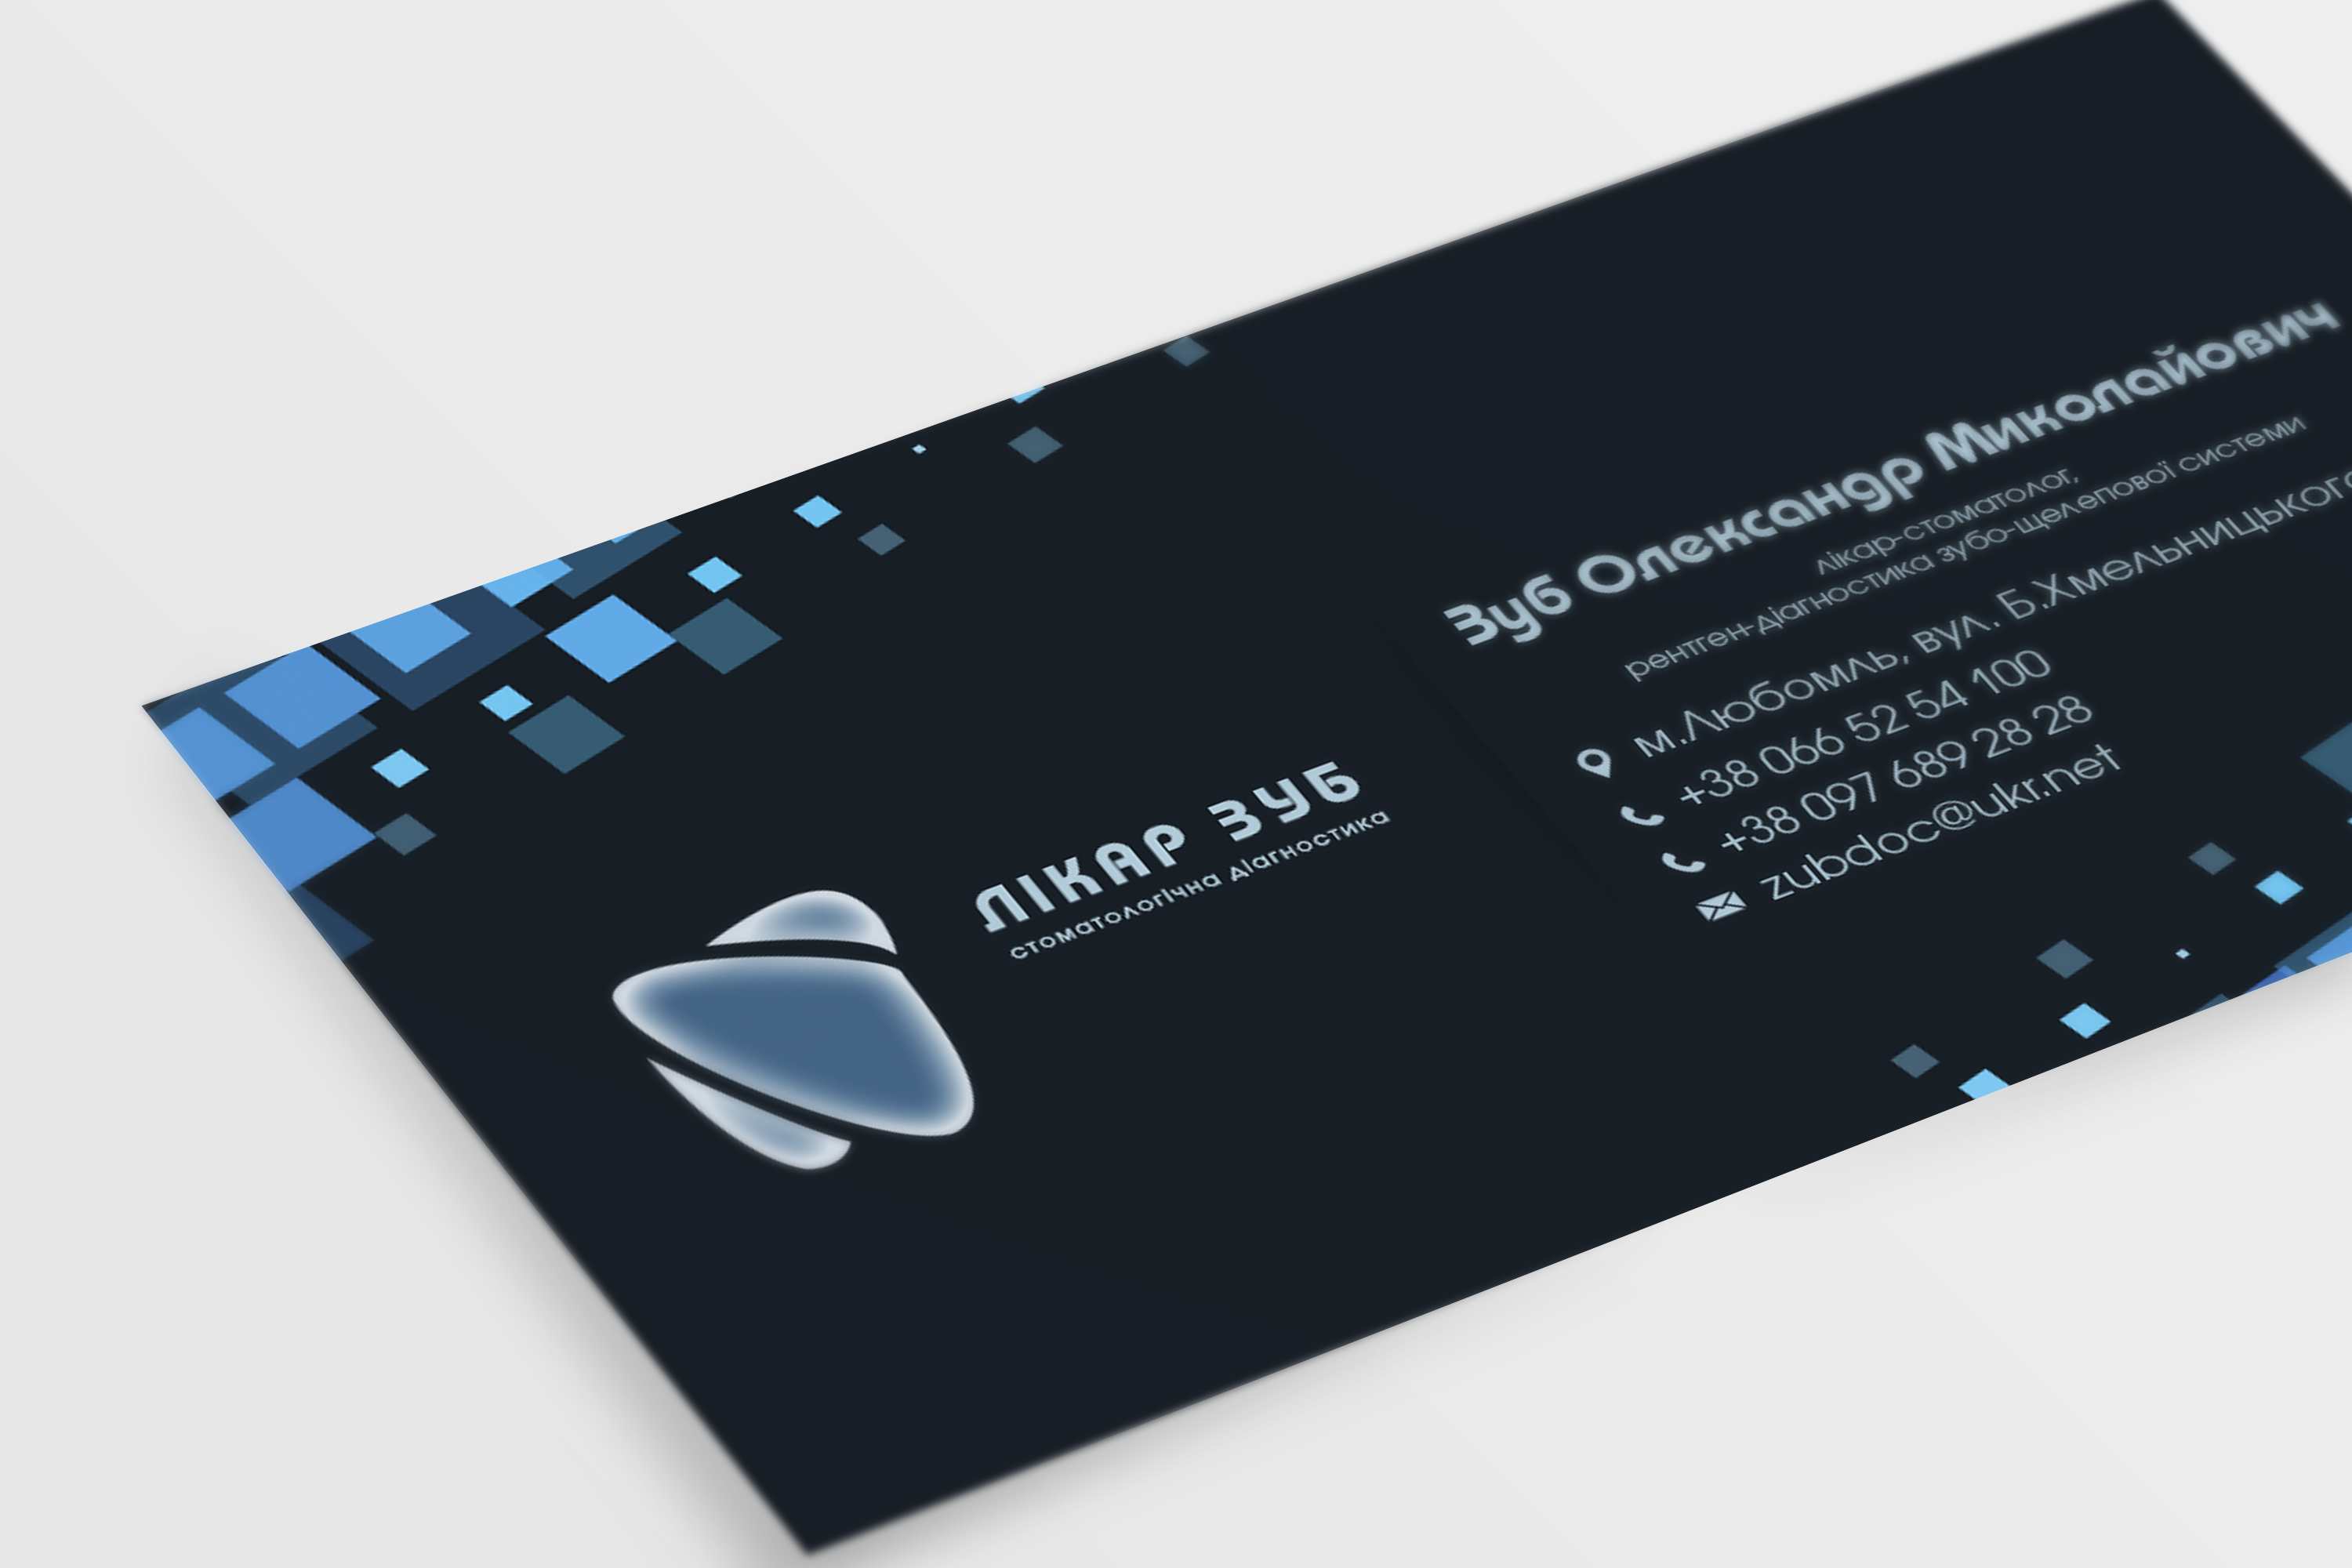 ЛІКАР ЗУБ
стоматологічна діагностика
Зуб Олександр Миколайович
лікар-стоматолог,
рентген-діагностика зубо-щелепової системи
м.Любомль, вул. Б.Хмельницького
+38 066 52 54 100
+38 097 689 28 28
zubdoc@ukr.net